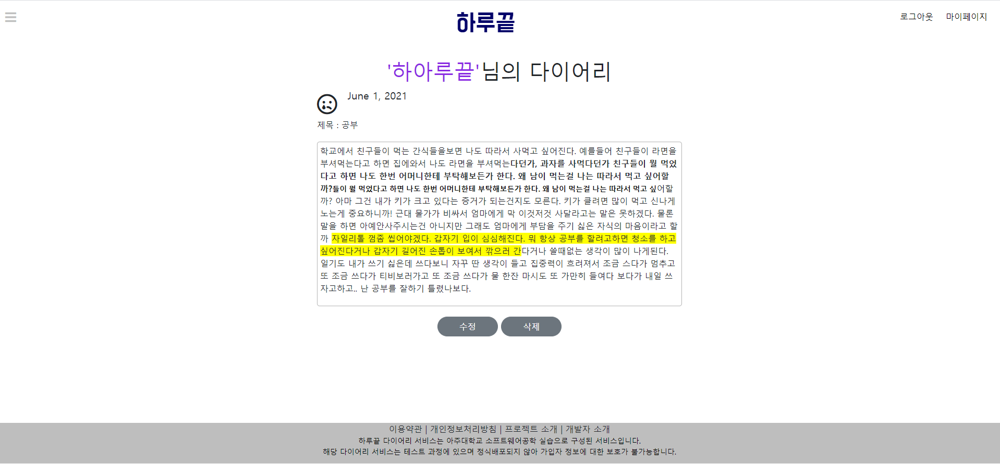 하루끝
로그아웃 마이페이지
'하아루끝'님의 다이어리
June 1, 2021
제목 : 공부
학교에서 친구들이 먹는 간식들을보면 나도 따라서 사먹고 싶어진다. 예를들어 친구들이 라면을
부셔먹는다고 하면 집에와서 나도 라면을 부셔먹는다던가, 과자를 사먹다던가 친구들이 뭘 먹었
다고 하면 나도 한번 어머니한테 부탁해보든가 한다. 왜 남이 먹는걸 나는 따라서 먹고 싶어할
까?들이 뭘 먹었다고 하면 나도 한번 어머니한테 부탁해보든가 한다. 왜 남이 먹는걸 나는 따라서 먹고 싶어할
까? 아마 그건 내가 키가 크고 있다는 증거가 되는건지도 모른다. 키가 클려면 많이 먹고 신나게
노는게 중요하니까! 근대 물가가 비싸서 엄마에게 막 이것저것 사달라고는 말은 못하겠다. 물론
말을 하면 아예안사주시는건 아니지만 그래도 엄마에게 부담을 주기 싫은 자식의 마음이라고 할
까 자일리톨 껌좀 씹어야겠다. 갑자기 입이 심심해진다. 뭐 항상 공부를 할려고하면 청소를 하고
싶어진다거나 갑자기 길어진 손톱이 보여서 깎으러 간다거나 쓸때없는 생각이 많이 나게된다.
일기도 내가 쓰기 싫은데 쓰다보니 자꾸 딴 생각이 들고 집중력이 흐려져서 조금 스다가 멈추고
또 조금 쓰다가 티비보러가고 또 조금 쓰다가 물 한잔 마시도 또 가만히 들여다 보다가 내일 쓰
자고하고.. 난 공부를 잘하기 틀렸나보다.
수정 삭제
이용약관 | 개인정보처리방침 | 프로젝트 소개 | 개발자 소개
하루끝 다이어리 서비스는 아주대학교 소프트웨어공학 실습으로 구성된 서비스입니다.
해당 다이어리 서비스는 테스트 과정에 있으며 정식배포되지 않아 가입자 정보에 대한 보호가 불가능합니다.